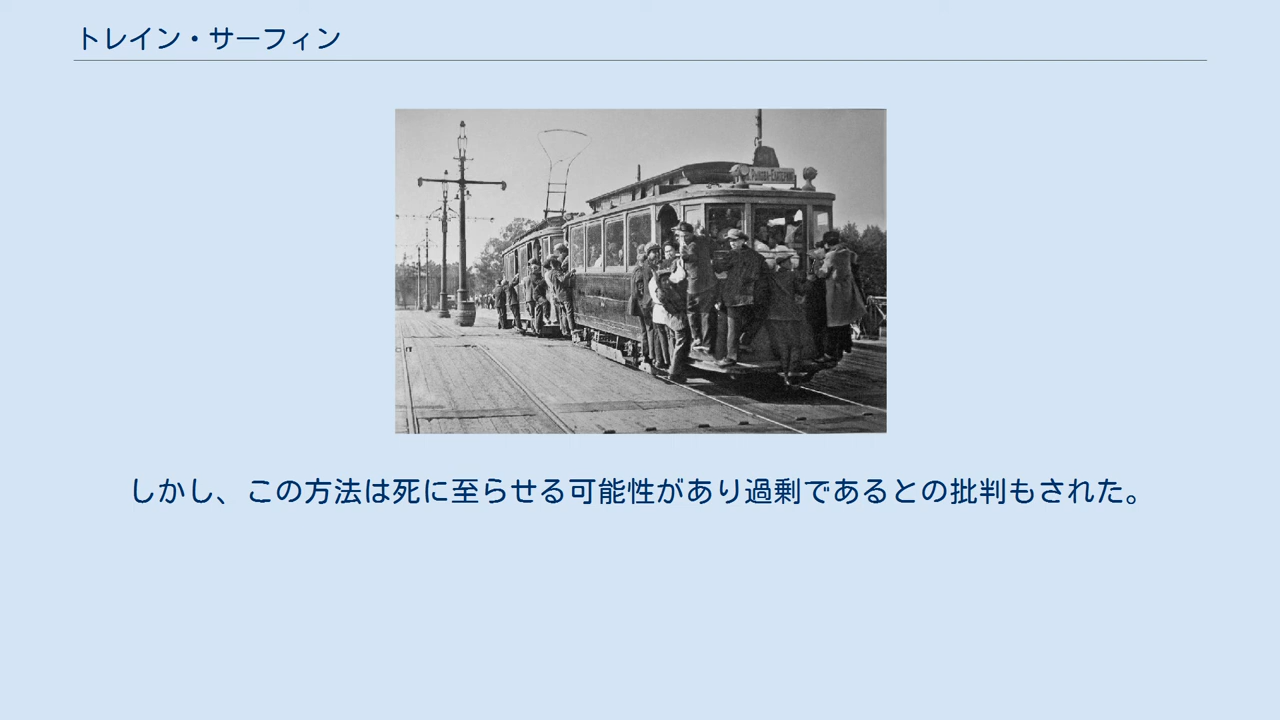 トレイン・サーフィン
しかし、この方法は死に至らせる可能性があり過剰であるとの批判もされた。